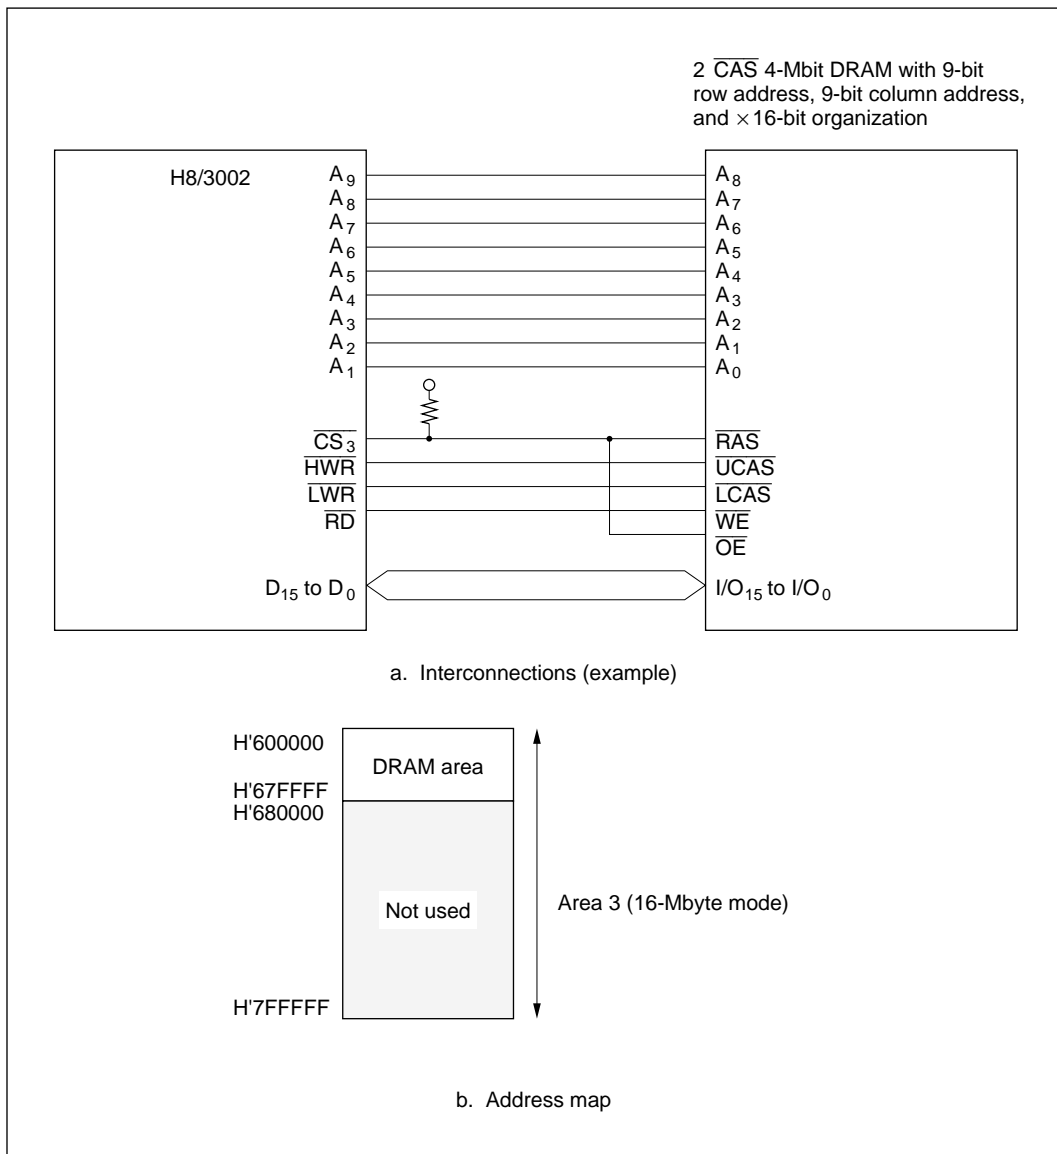 2 CAS 4-Mbit DRAM with 9-bit
row address, 9-bit column address,
and ×16-bit organization
H8/3002
A9
A8
A7
A6
A5
A4
A3
A2
A1
CS3
HWR
LWR
RD
D15 to D0
A8
A7
A6
A5
A4
A3
A2
A1
A0
RAS
UCAS
LCAS
WE
OE
I/O15 to I/O0
a. Interconnections (example)
H'600000
H'67FFFF
H'680000
H'7FFFFF
DRAM area
Not used
Area 3 (16-Mbyte mode)
b. Address map